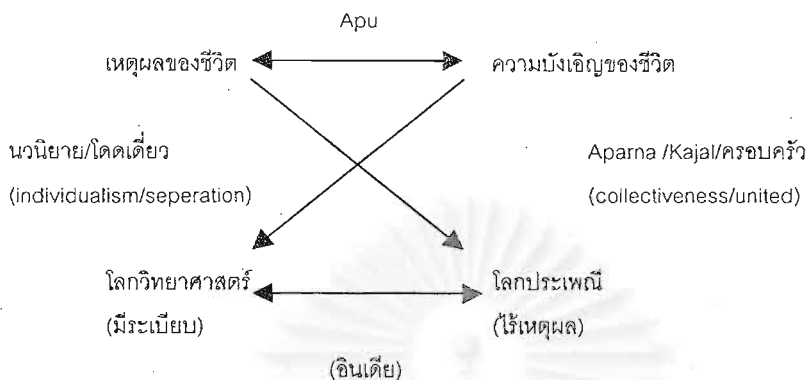 Apu
เหตุผลของชีวิต
ความบังเอิญของชีวิต
นวนิยาย/โดดเดี่ยว
Aparna /Kajal/ครอบครัว
(individualism/seperation)
(collectiveness/united)
โลกวิทยาศาสตร์
โลกประเพณี
(มีระเบียบ)
(ไร้เหตุผล)
(อินเดีย)